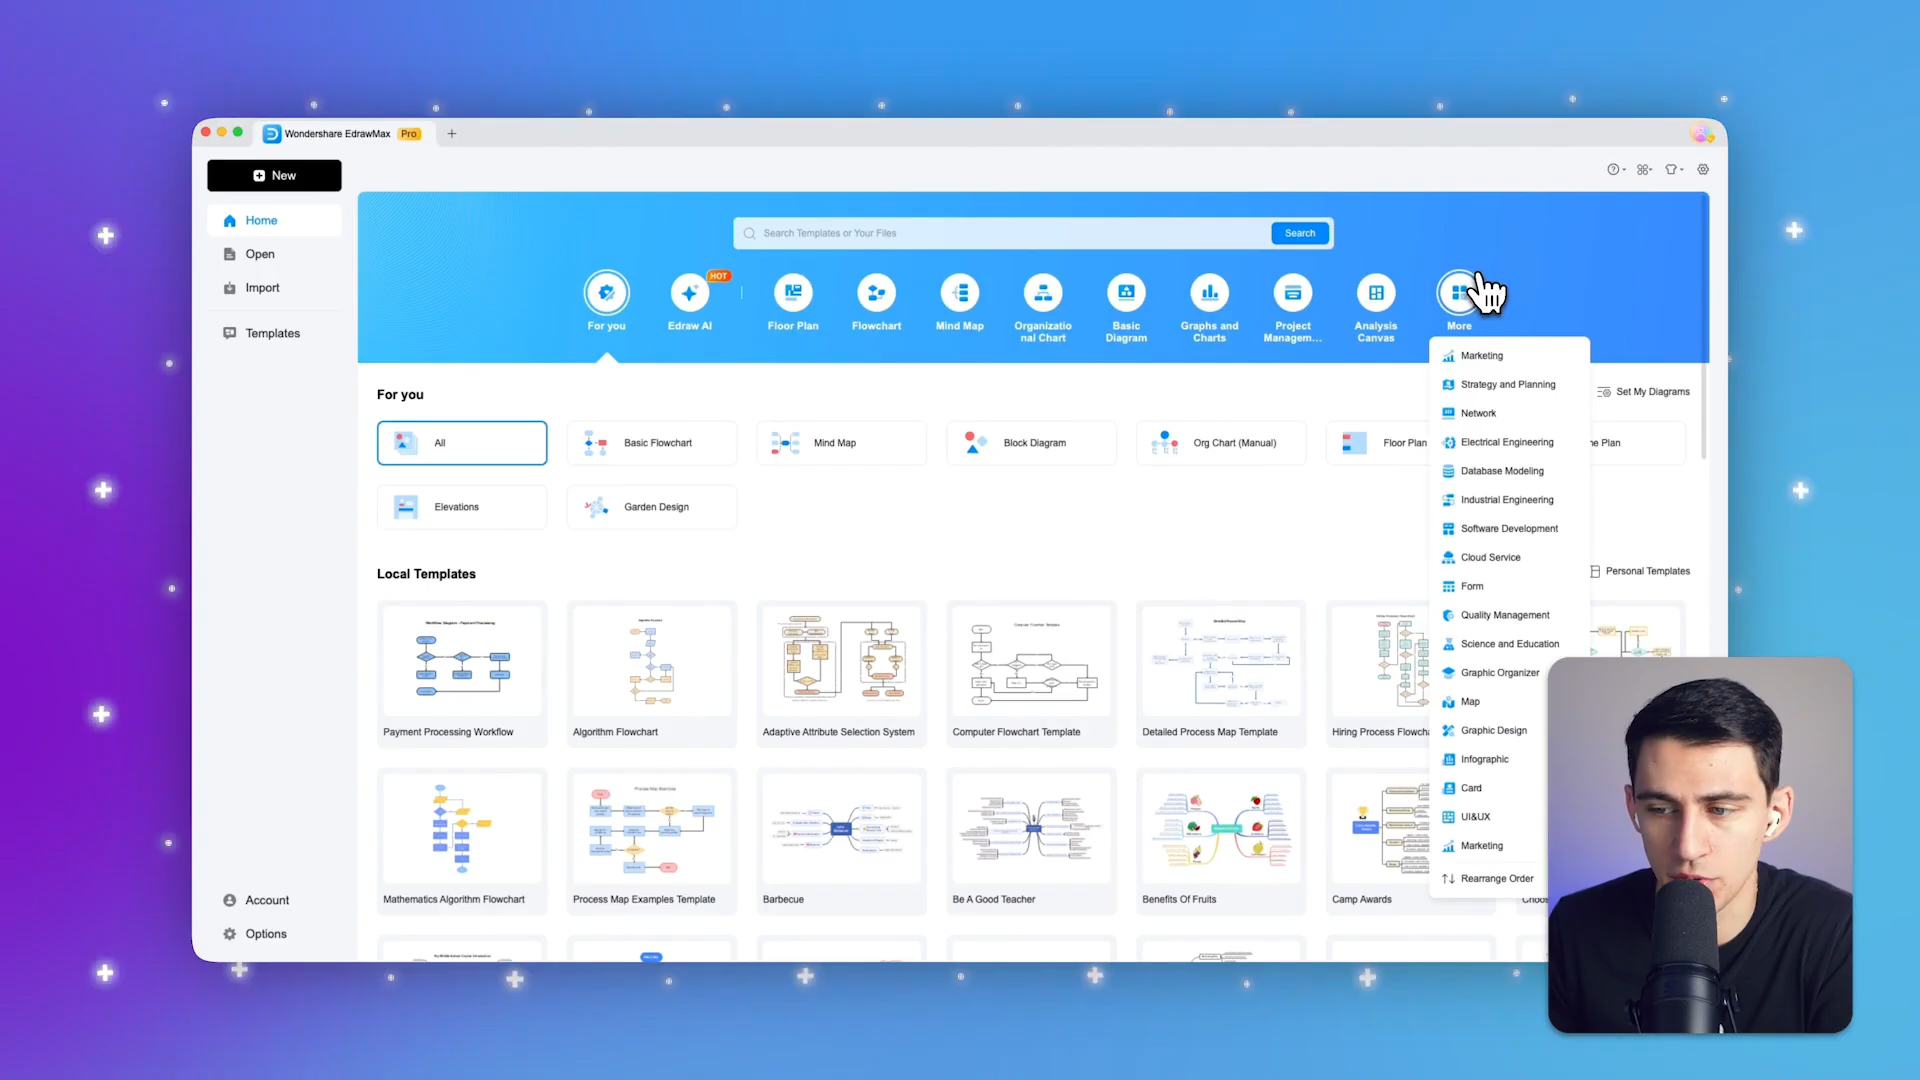 Wondershare EdrawMax Pro
New
Home
Open
Import
Templates
Account
Options
Search Templates or Your Files
Search
HOT
For you
Edraw AI
Floor Plan
Flowchart
Mind Map
Organizatio
nal Chart
Basic
Diagram
Graphs and
Charts
Project
Managem...
Analysis
Canvas
More
Marketing
Strategy and Planning
Network
Electrical Engineering
Database Modeling
Industrial Engineering
Software Development
Cloud Service
Form
Quality Management
Science and Education
Graphic Organizer
Map
Graphic Design
Infographic
Card
UI&UX
Marketing
Rearrange Order
For you
Set My Diagrams
All
Basic Flowchart
Mind Map
Block Diagram
Org Chart (Manual)
Floor Plan
Plan
Elevations
Garden Design
Local Templates
Personal Templates
Payment Processing Workflow
Algorithm Flowchart
Adaptive Attribute Selection System
Computer Flowchart Template
Detailed Process Map Template
Hiring Process
Mathematics Algorithm Flowchart
Process Map Examples Template
Barbecue
Be A Good Teacher
Benefits Of Fruits
Camp Awards